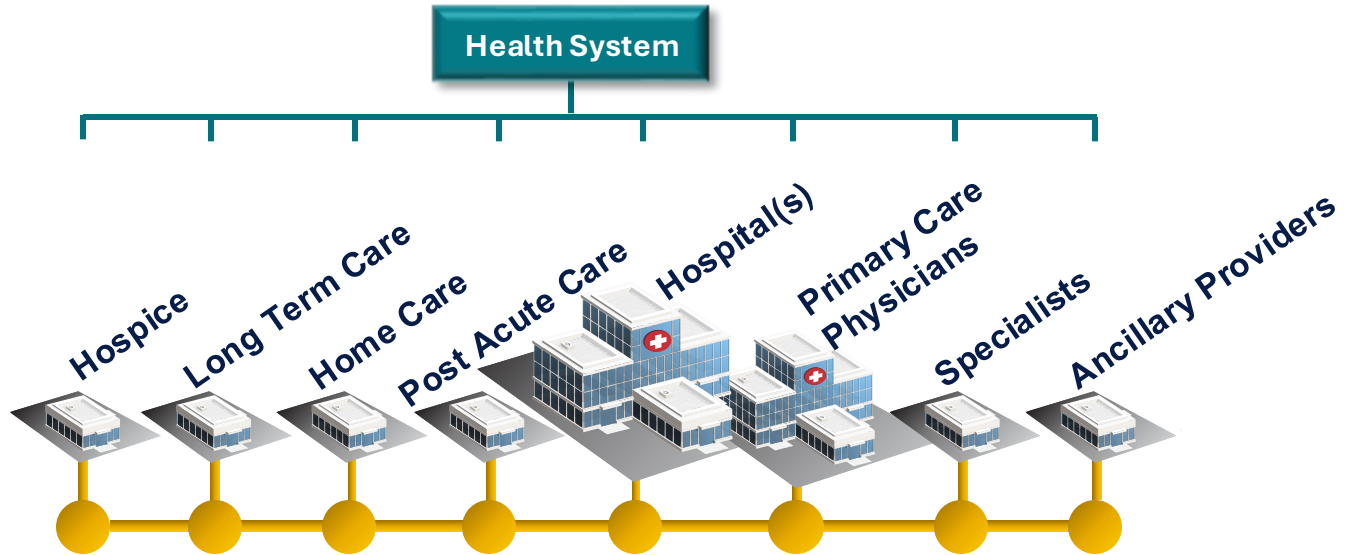 Health System
Hospice
Long Term Care
Home Care
Post Acute Care
Hospital(s)
Primary Care
Physicians
Specialists
Ancillary Providers